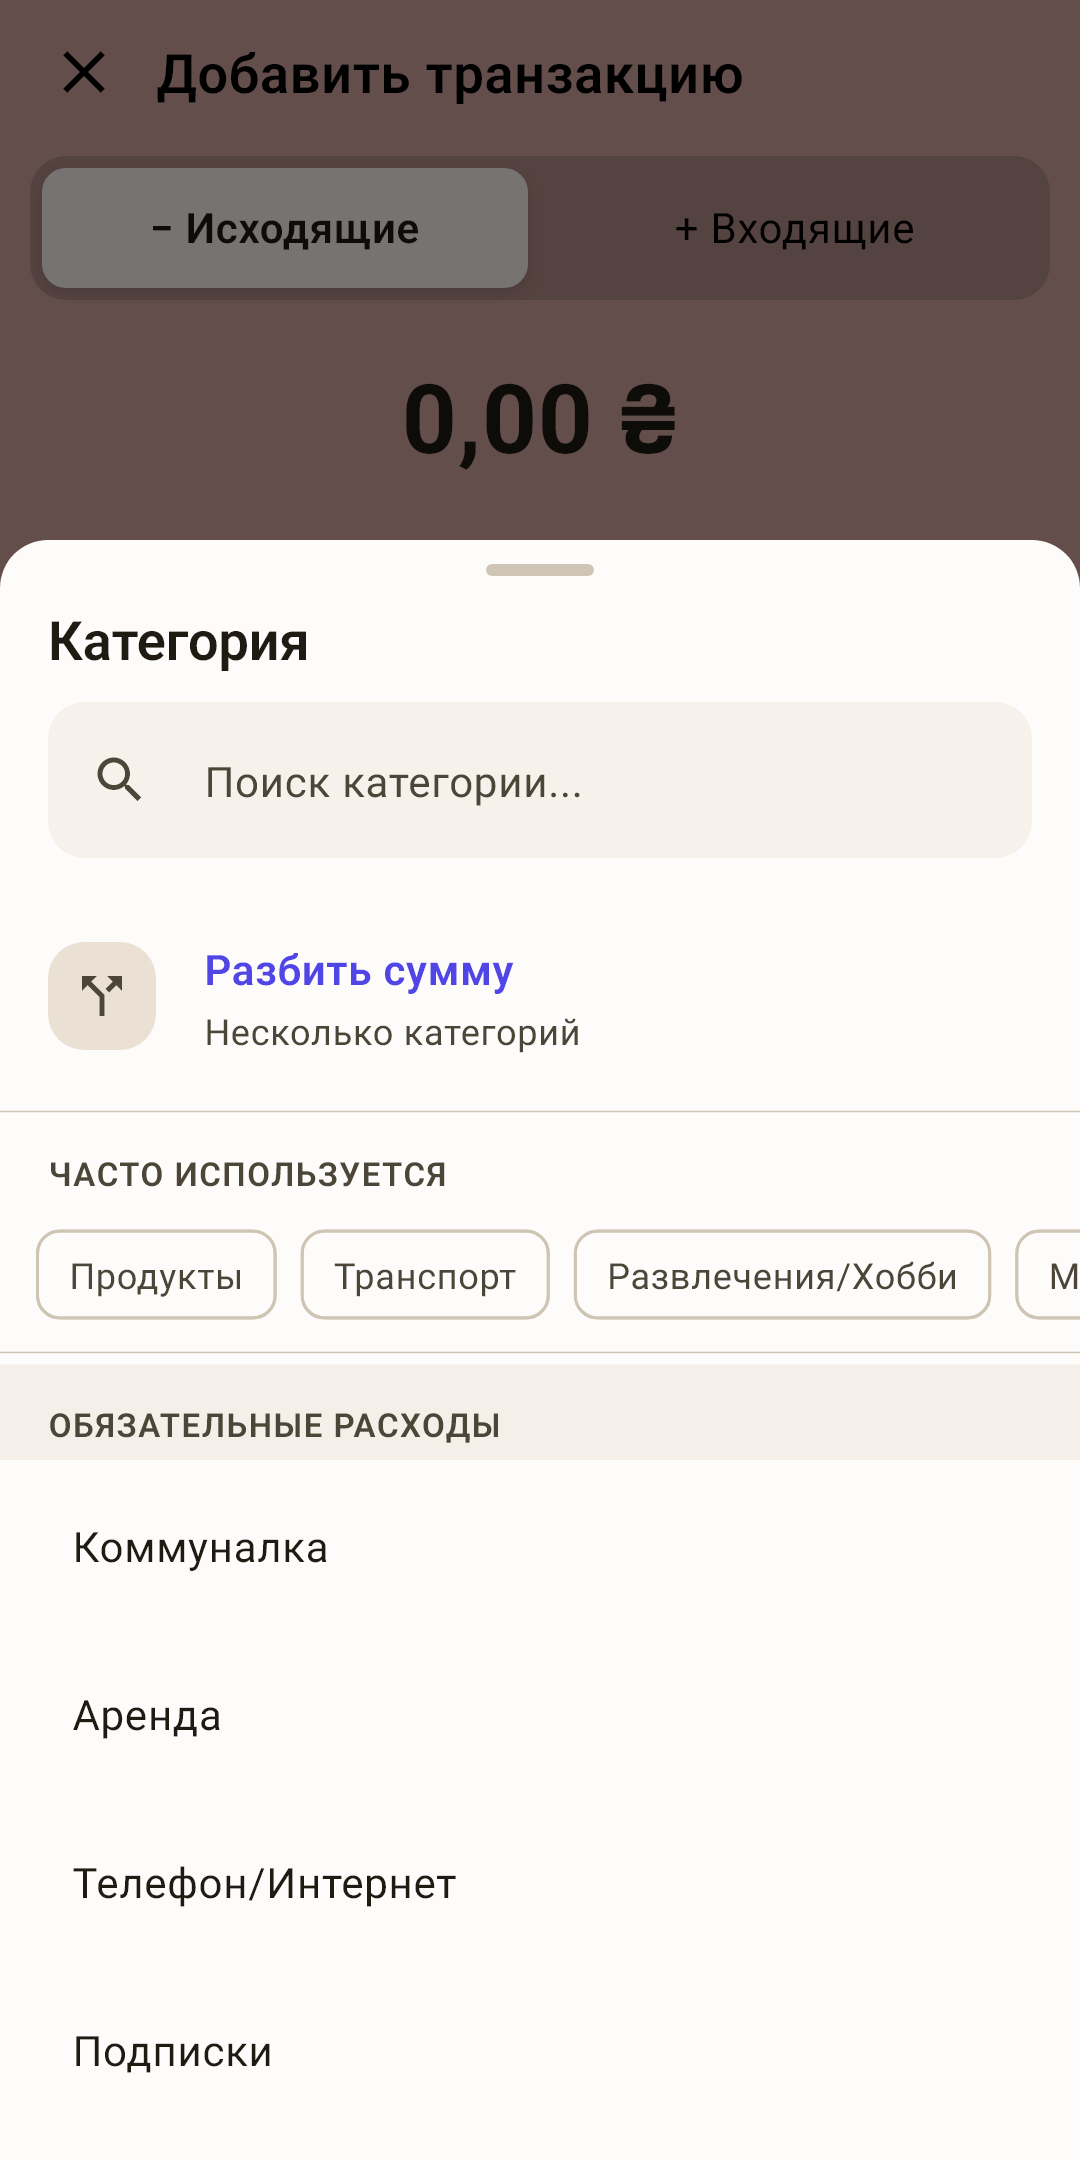 Добавить транзакцию
− Исходящие
+ Входящие
0,00 ₴
Категория
Поиск категории...
Разбить сумму
Несколько категорий
ЧАСТО ИСПОЛЬЗУЕТСЯ
Продукты
Транспорт
Развлечения/Хобби
ОБЯЗАТЕЛЬНЫЕ РАСХОДЫ
Коммуналка
Аренда
Телефон/Интернет
Подписки